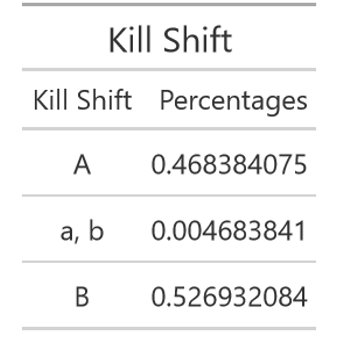 Kill Shift
Kill Shift Percentages
A 0.468384075
a, b 0.004683841
B 0.526932084